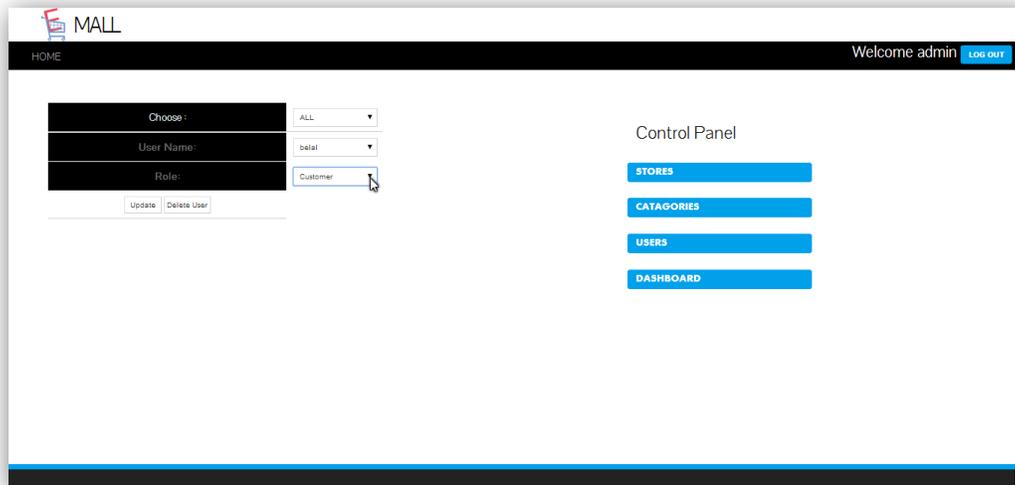 E MALL
HOME
Welcome admin LOG OUT
Choose : ALL
User Name: belal
Role: Customer
Update Delete User
Control Panel
STORES
CATAGORIES
USERS
DASHBOARD